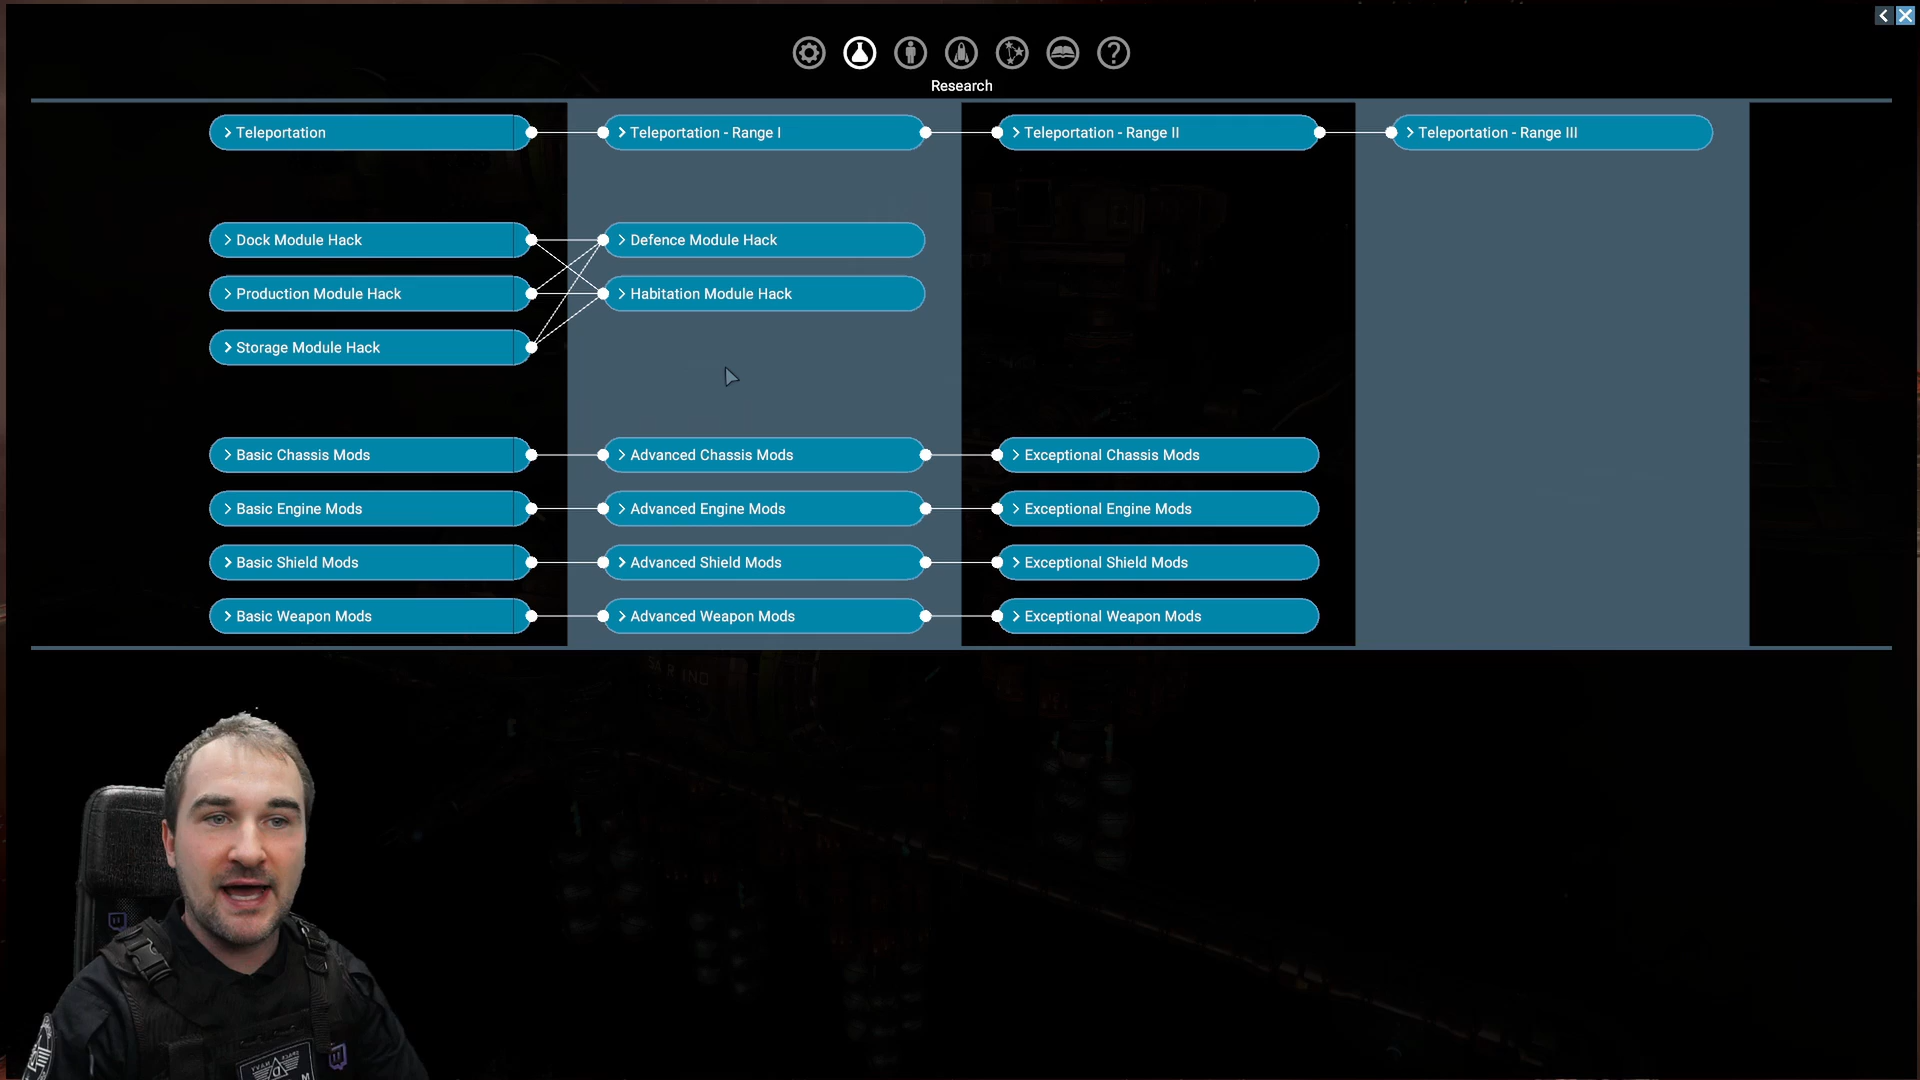 Research
Teleportation
Teleportation - Range I
Teleportation - Range II
Teleportation - Range III
Dock Module Hack
Defence Module Hack
Production Module Hack
Habitation Module Hack
Storage Module Hack
Basic Chassis Mods
Advanced Chassis Mods
Exceptional Chassis Mods
Basic Engine Mods
Advanced Engine Mods
Exceptional Engine Mods
Basic Shield Mods
Advanced Shield Mods
Exceptional Shield Mods
Basic Weapon Mods
Advanced Weapon Mods
Exceptional Weapon Mods